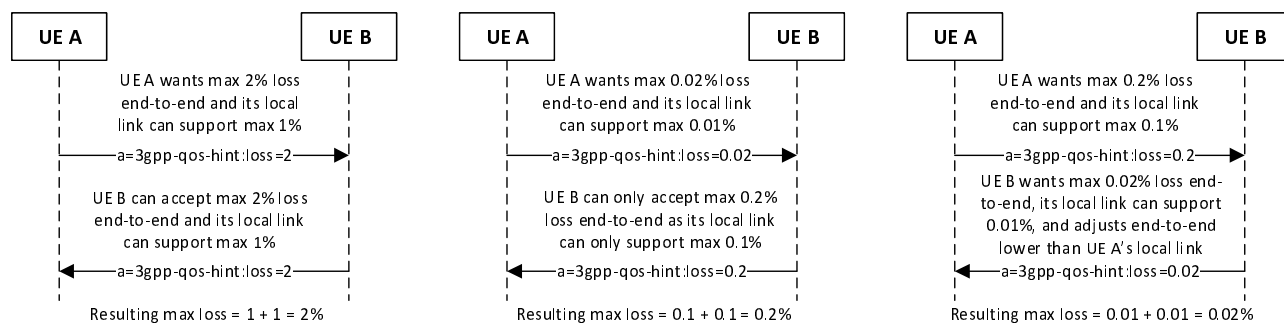 UE A
UE B
UE A wants max 2% loss
end-to-end and its local
link can support max 1%
a=3gpp-qos-hint:loss=2
UE B can accept max 2% loss
end-to-end and its local link
can support max 1%
a=3gpp-qos-hint:loss=2
Resulting max loss = 1 + 1 = 2%
UE A
UE B
UE A wants max 0.02% loss
end-to-end and its local link
can support max 0.01%
a=3gpp-qos-hint:loss=0.02
UE B can only accept max 0.2%
loss end-to-end as its local link
can only support max 0.1%
a=3gpp-qos-hint:loss=0.2
Resulting max loss = 0.1 + 0.1 = 0.2%
UE A
UE B
UE A wants max 0.2% loss
end-to-end and its local link
can support max 0.1%
a=3gpp-qos-hint:loss=0.2
UE B wants max 0.02% loss end-
to-end, its local link can support
0.01%, and adjusts end-to-end
lower than UE A’s local link
a=3gpp-qos-hint:loss=0.02
Resulting max loss = 0.01 + 0.01 = 0.02%